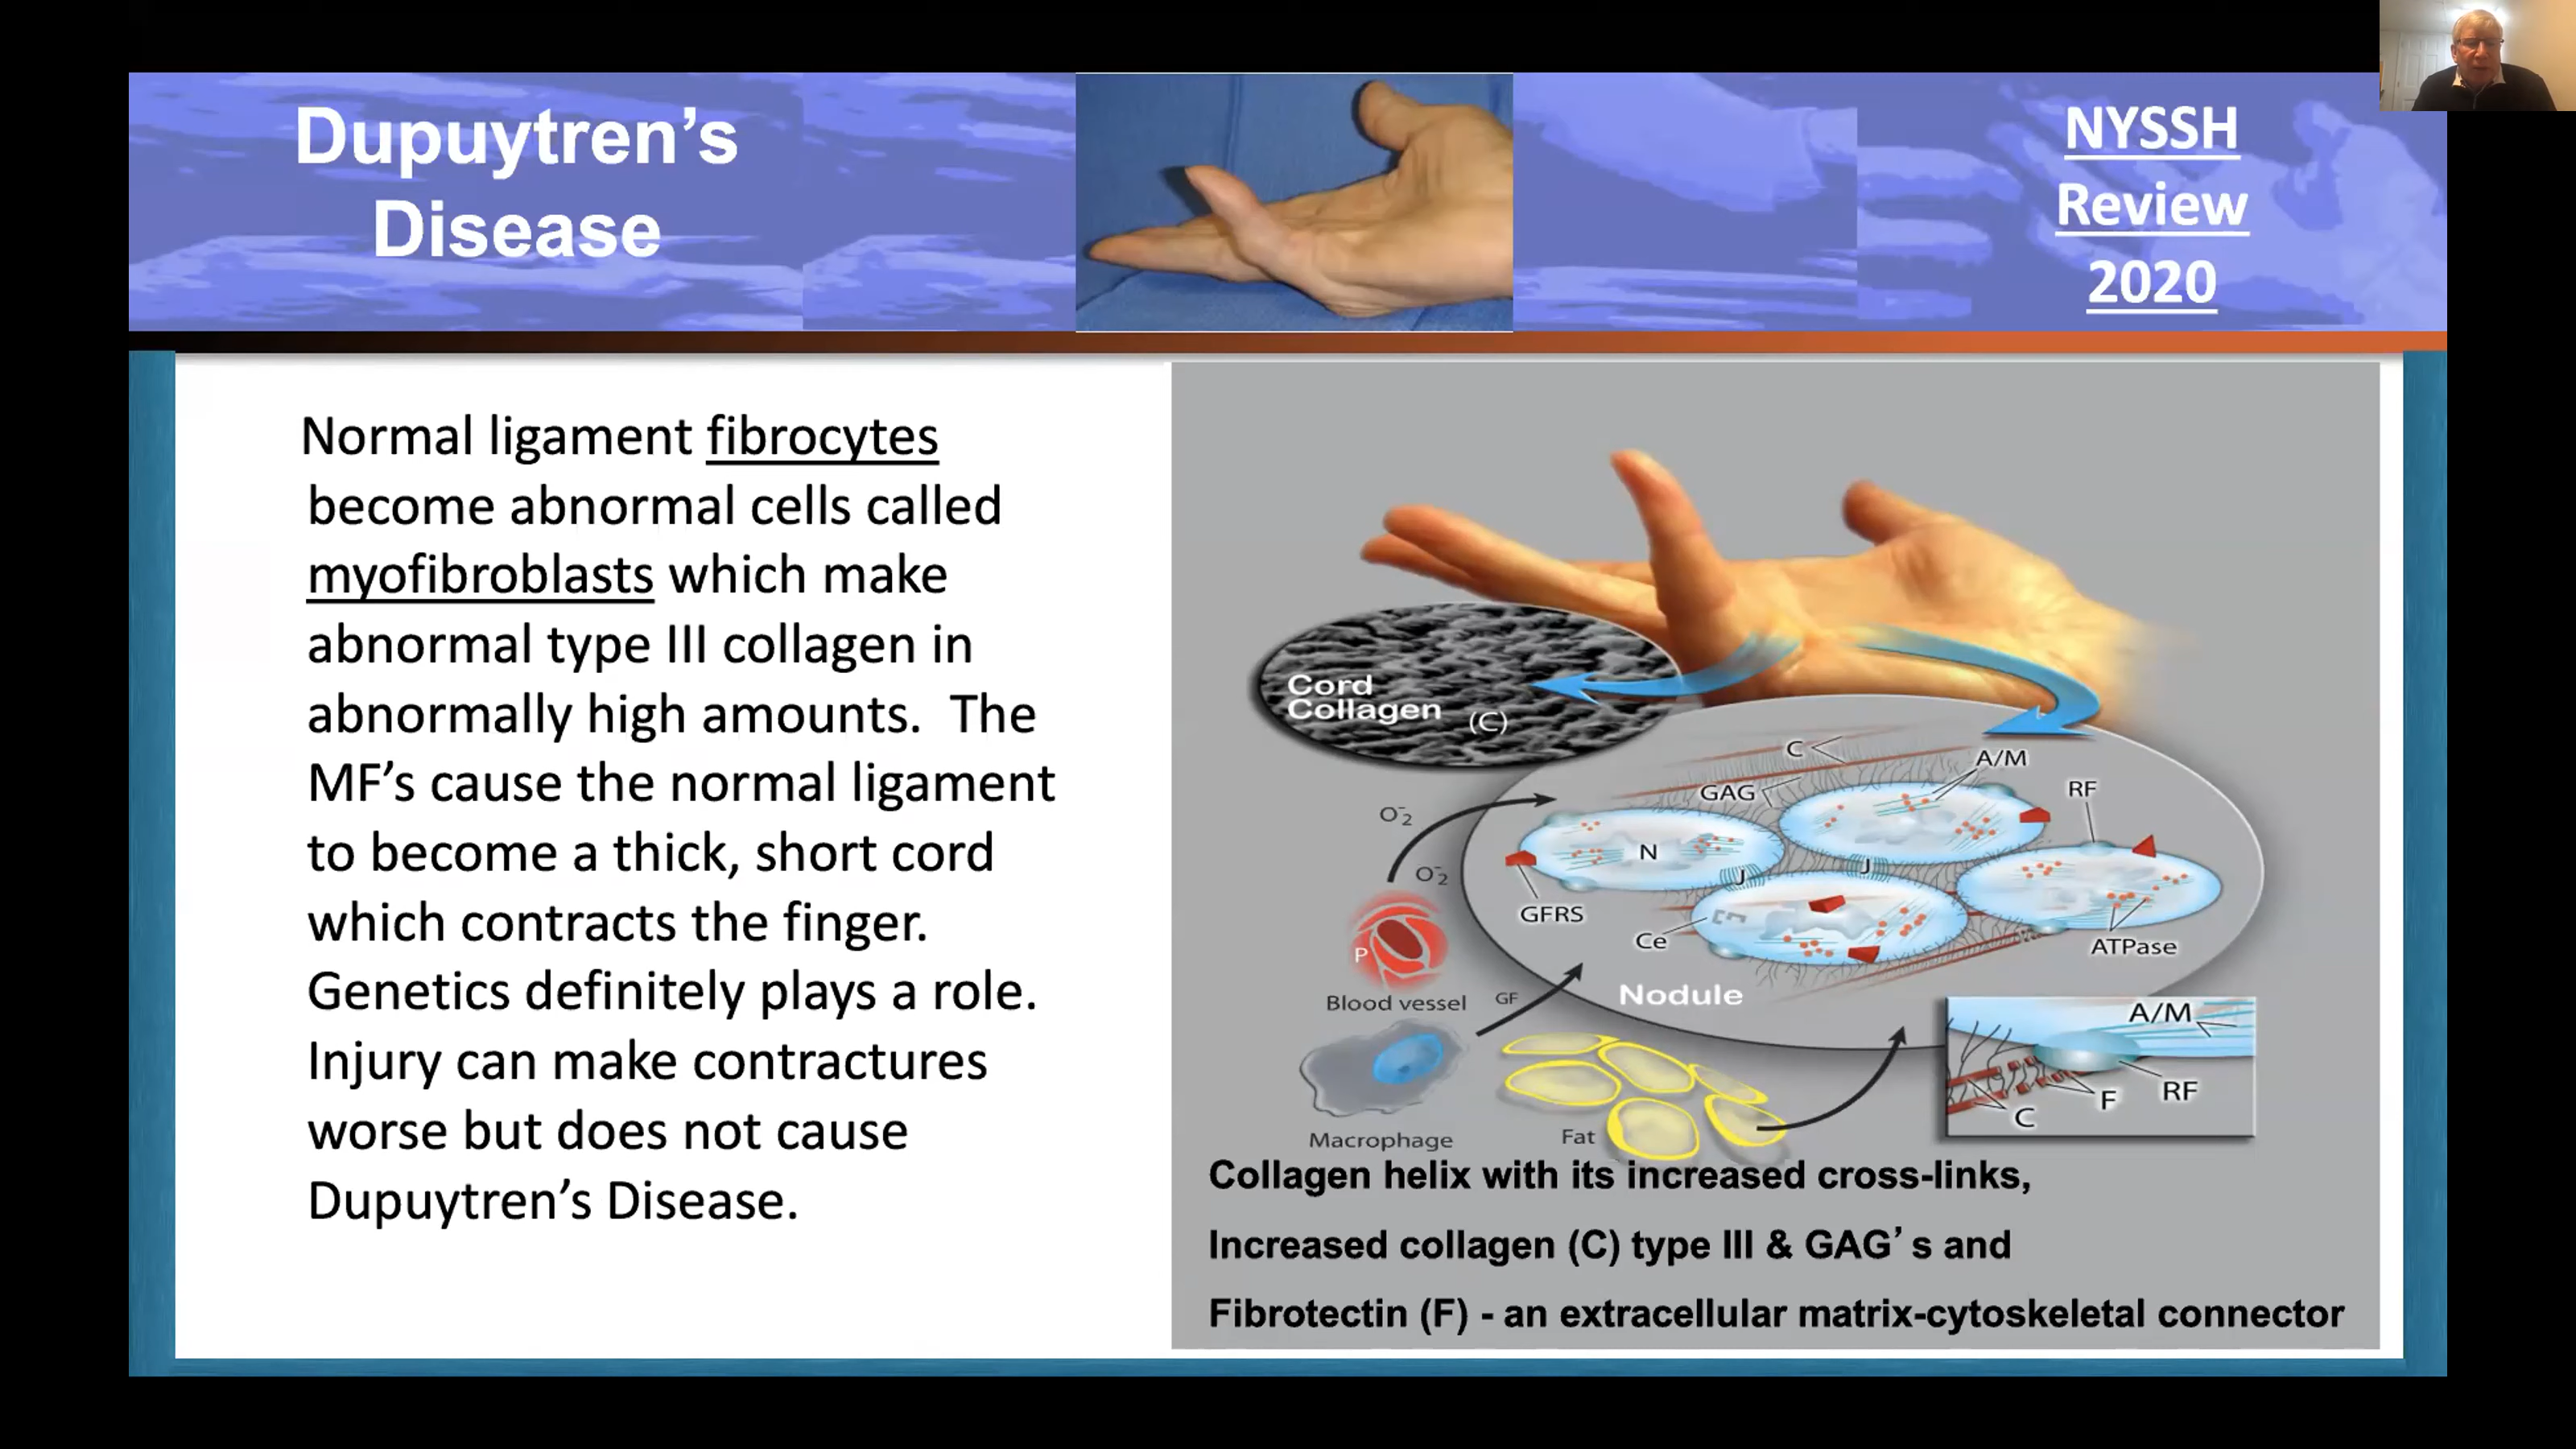 Dupuytren’s
Disease
NYSSH
Review
2020
Normal ligament fibrocytes
become abnormal cells called
myofibroblasts which make
abnormal type III collagen in
abnormally high amounts.  The
MF’s cause the normal ligament
to become a thick, short cord
which contracts the finger.
Genetics definitely plays a role.
Injury can make contractures
worse but does not cause
Dupuytren’s Disease.
Cord
Collagen (C)
C
A/M
GAG
RF
O₂⁻
N
J
J
O₂⁻
GFRS
Ce
ATPase
P
Blood vessel
GF
Nodule
A/M
RF
F
C
Macrophage
Fat
Collagen helix with its increased cross-links,
Increased collagen (C) type III & GAG’s and
Fibrotectin (F) - an extracellular matrix-cytoskeletal connector